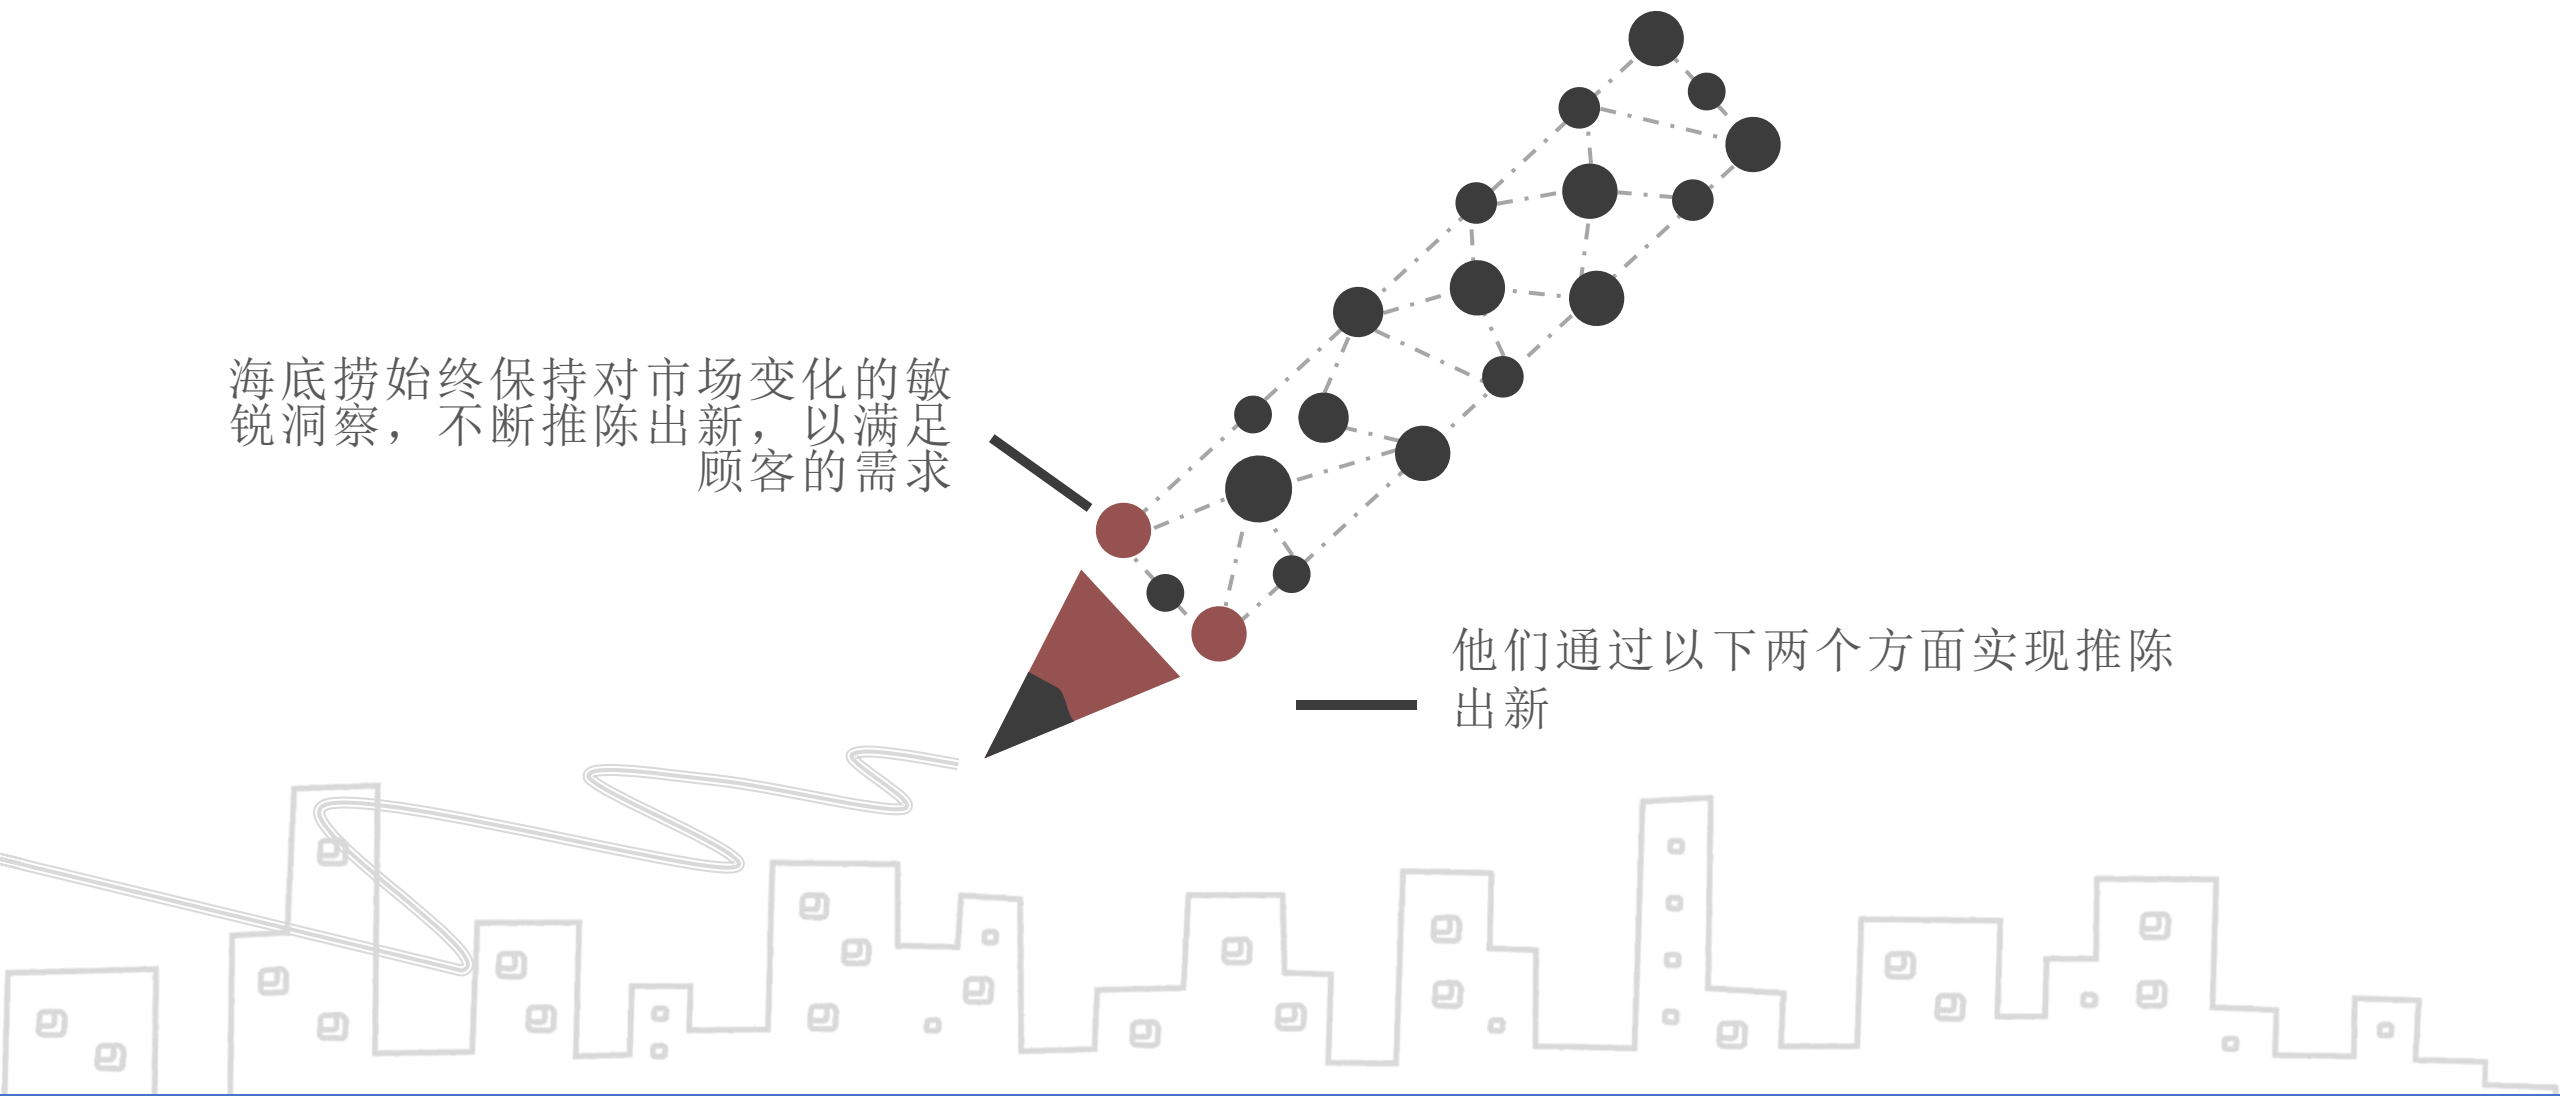 海底捞始终保持对市场变化的敏
锐洞察，不断推陈出新，以满足
顾客的需求
他们通过以下两个方面实现推陈
出新